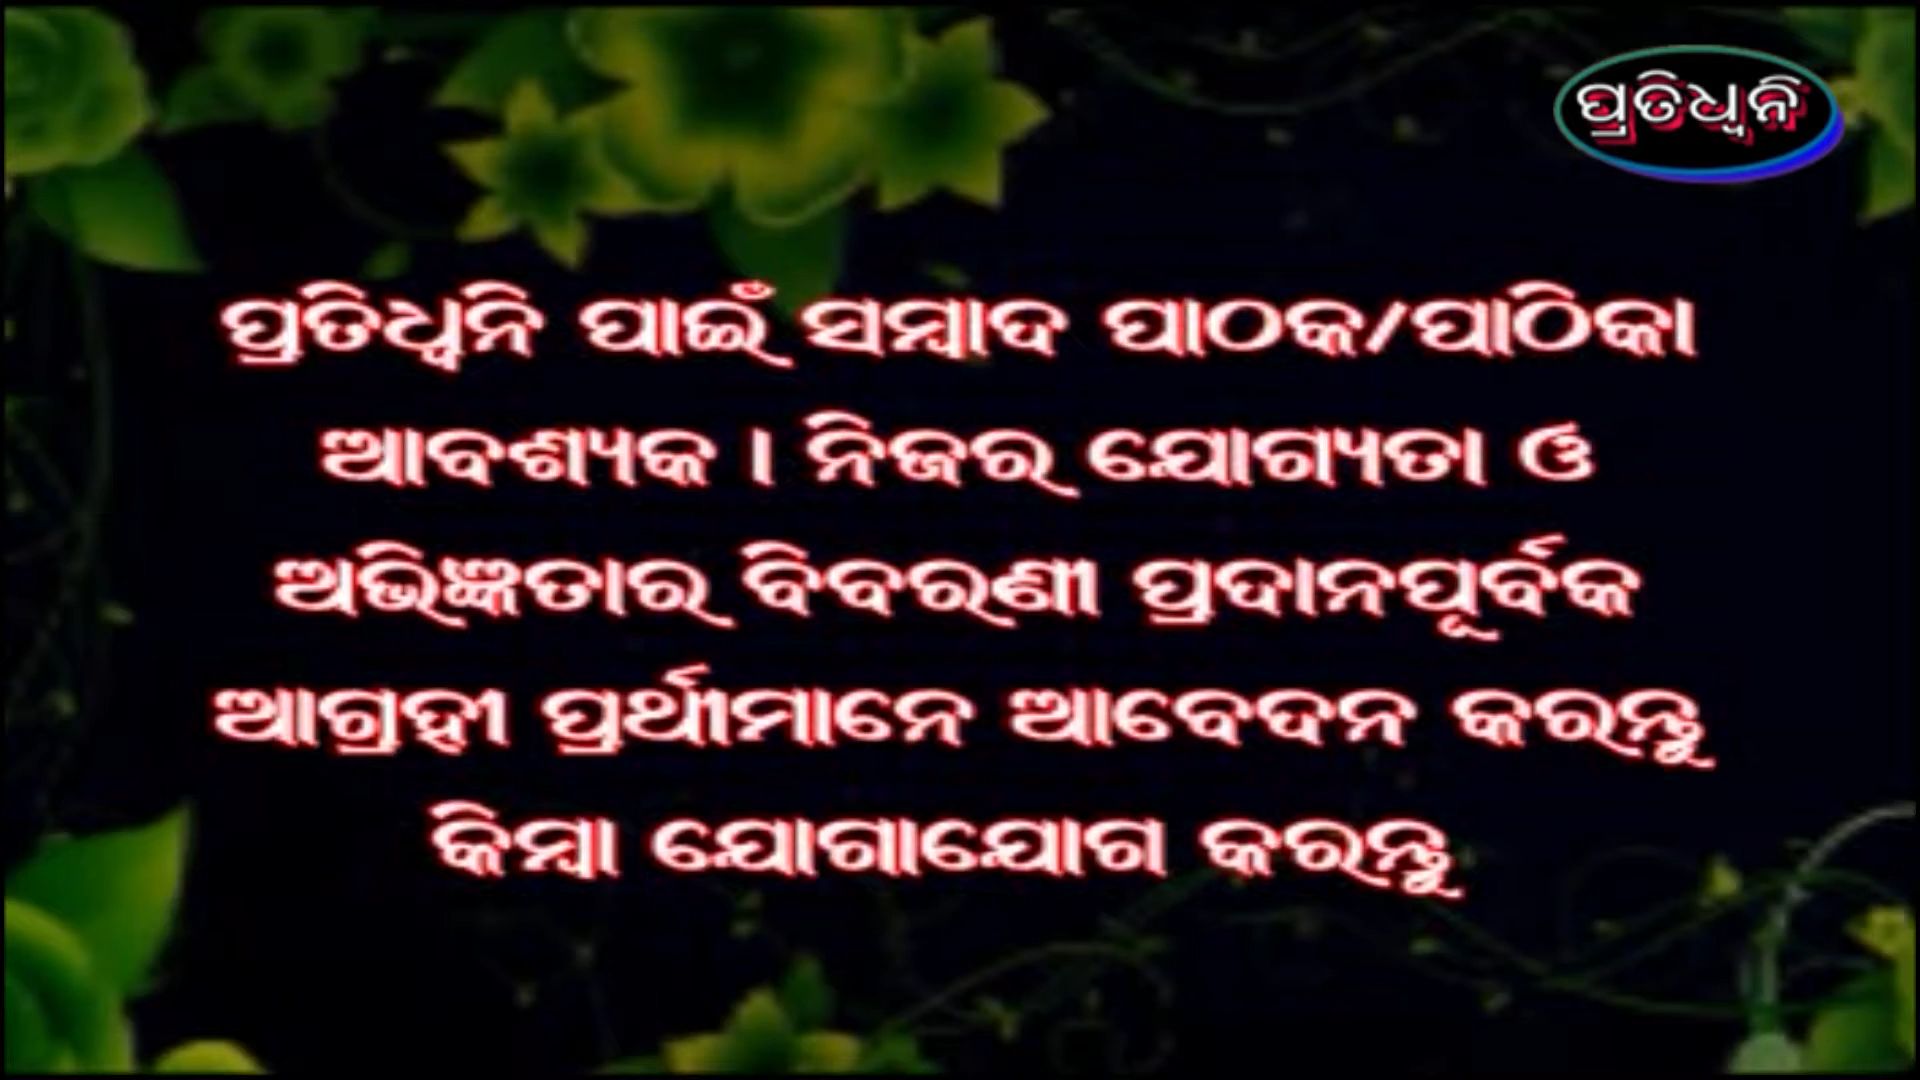 ପ୍ରତିଧ୍ୱନି
ପ୍ରତିଧ୍ୱନି ପାଇଁ ସମ୍ବାଦ ପାଠକ/ପାଠିକା
ଆବଶ୍ୟକ । ନିଜର ଯୋଗ୍ୟତା ଓ
ଅଭିଜ୍ଞତାର ବିବରଣୀ ପ୍ରଦାନପୂର୍ବକ
ଆଗ୍ରହୀ ପ୍ରର୍ଥୀମାନେ ଆବେଦନ କରନ୍ତୁ
କିମ୍ବା ଯୋଗାଯୋଗ କରନ୍ତୁ